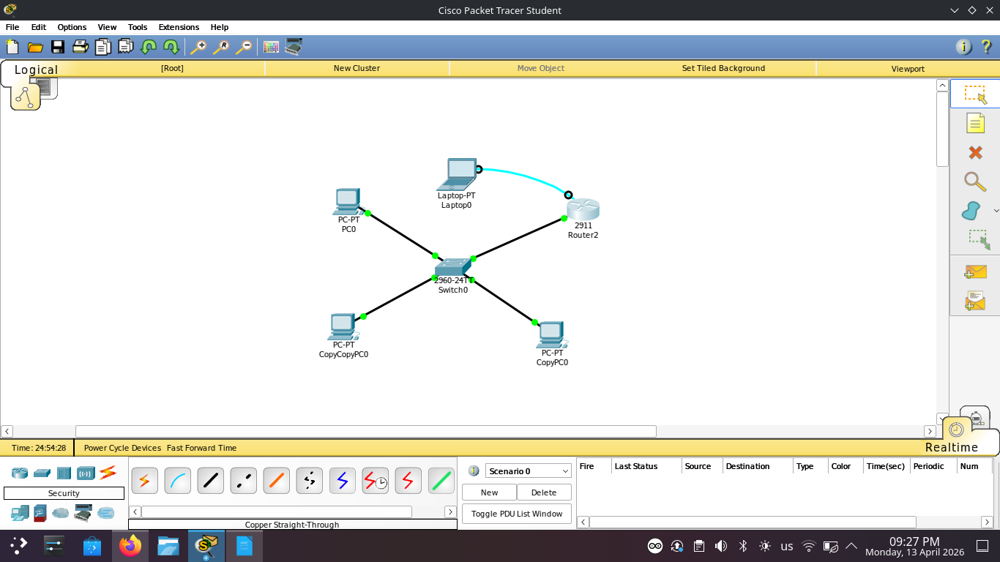 Cisco Packet Tracer Student
File Edit Options View Tools Extensions Help
Logical [Root] New Cluster Move Object Set Tiled Background Viewport
Laptop-PT
Laptop0
PC-PT
PC0
2911
Router2
2960-24TT
Switch0
PC-PT
CopyCopyPC0
PC-PT
CopyPC0
Time: 24:54:28 Power Cycle Devices Fast Forward Time Realtime
Security
Copper Straight-Through
Scenario 0
New Delete
Toggle PDU List Window
Fire Last Status Source Destination Type Color Time(sec) Periodic Num
us
09:27 PM
Monday, 13 April 2026